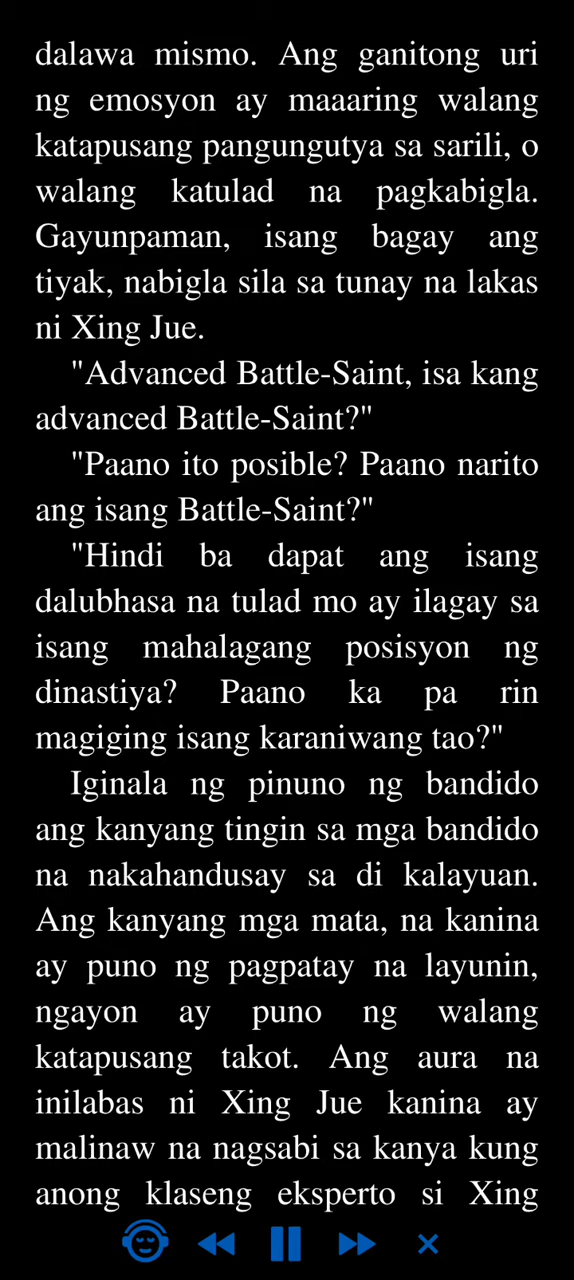 dalawa mismo. Ang ganitong uri
ng emosyon ay maaaring walang
katapusang pangungutya sa sarili, o
walang katulad na pagkabigla.
Gayunpaman, isang bagay ang
tiyak, nabigla sila sa tunay na lakas
ni Xing Jue.
"Advanced Battle-Saint, isa kang
advanced Battle-Saint?"
"Paano ito posible? Paano narito
ang isang Battle-Saint?"
"Hindi ba dapat ang isang
dalubhasa na tulad mo ay ilagay sa
isang mahalagang posisyon ng
dinastiya? Paano ka pa rin
magiging isang karaniwang tao?"
Iginala ng pinuno ng bandido
ang kanyang tingin sa mga bandido
na nakahandusay sa di kalayuan.
Ang kanyang mga mata, na kanina
ay puno ng pagpatay na layunin,
ngayon ay puno ng walang
katapusang takot. Ang aura na
inilabas ni Xing Jue kanina ay
malinaw na nagsabi sa kanya kung
anong klaseng eksperto si Xing